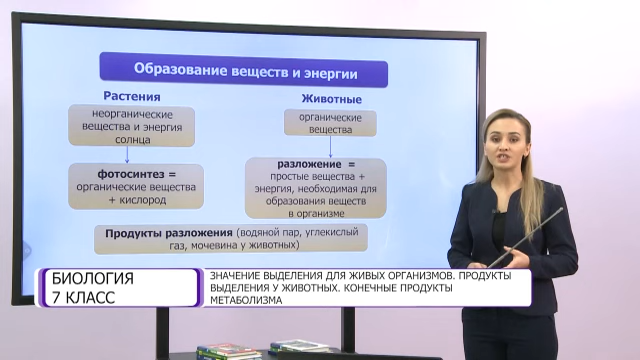 Образование веществ и энергии
Растения
неорганические
вещества и энергия
солнца
фотосинтез =
органические вещества
+ кислород
Животные
органические
вещества
разложение =
простые вещества +
энергия, необходимая для
образования веществ
в организме
Продукты разложения (водяной пар, углекислый
газ, мочевина у животных)
БИОЛОГИЯ
7 КЛАСС
ЗНАЧЕНИЕ ВЫДЕЛЕНИЯ ДЛЯ ЖИВЫХ ОРГАНИЗМОВ. ПРОДУКТЫ
ВЫДЕЛЕНИЯ У ЖИВОТНЫХ. КОНЕЧНЫЕ ПРОДУКТЫ
МЕТАБОЛИЗМА